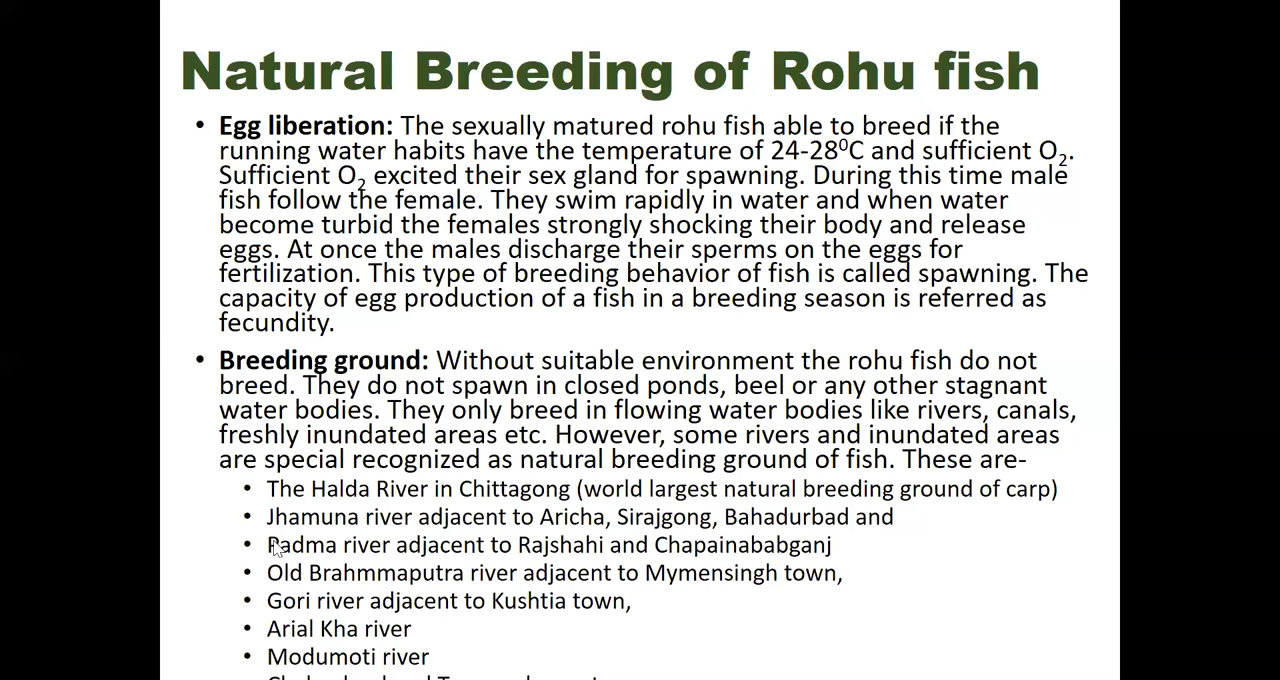 Natural Breeding of Rohu fish
• Egg liberation: The sexually matured rohu fish able to breed if the
running water habits have the temperature of 24-28⁰C and sufficient O₂.
Sufficient O₂ excited their sex gland for spawning. During this time male
fish follow the female. They swim rapidly in water and when water
become turbid the females strongly shocking their body and release
eggs. At once the males discharge their sperms on the eggs for
fertilization. This type of breeding behavior of fish is called spawning. The
capacity of egg production of a fish in a breeding season is referred as
fecundity.
• Breeding ground: Without suitable environment the rohu fish do not
breed. They do not spawn in closed ponds, beel or any other stagnant
water bodies. They only breed in flowing water bodies like rivers, canals,
freshly inundated areas etc. However, some rivers and inundated areas
are special recognized as natural breeding ground of fish. These are-
• The Halda River in Chittagong (world largest natural breeding ground of carp)
• Jhamuna river adjacent to Aricha, Sirajgong, Bahadurbad and
• Padma river adjacent to Rajshahi and Chapainababganj
• Old Brahmmaputra river adjacent to Mymensingh town,
• Gori river adjacent to Kushtia town,
• Arial Kha river
• Modumoti river